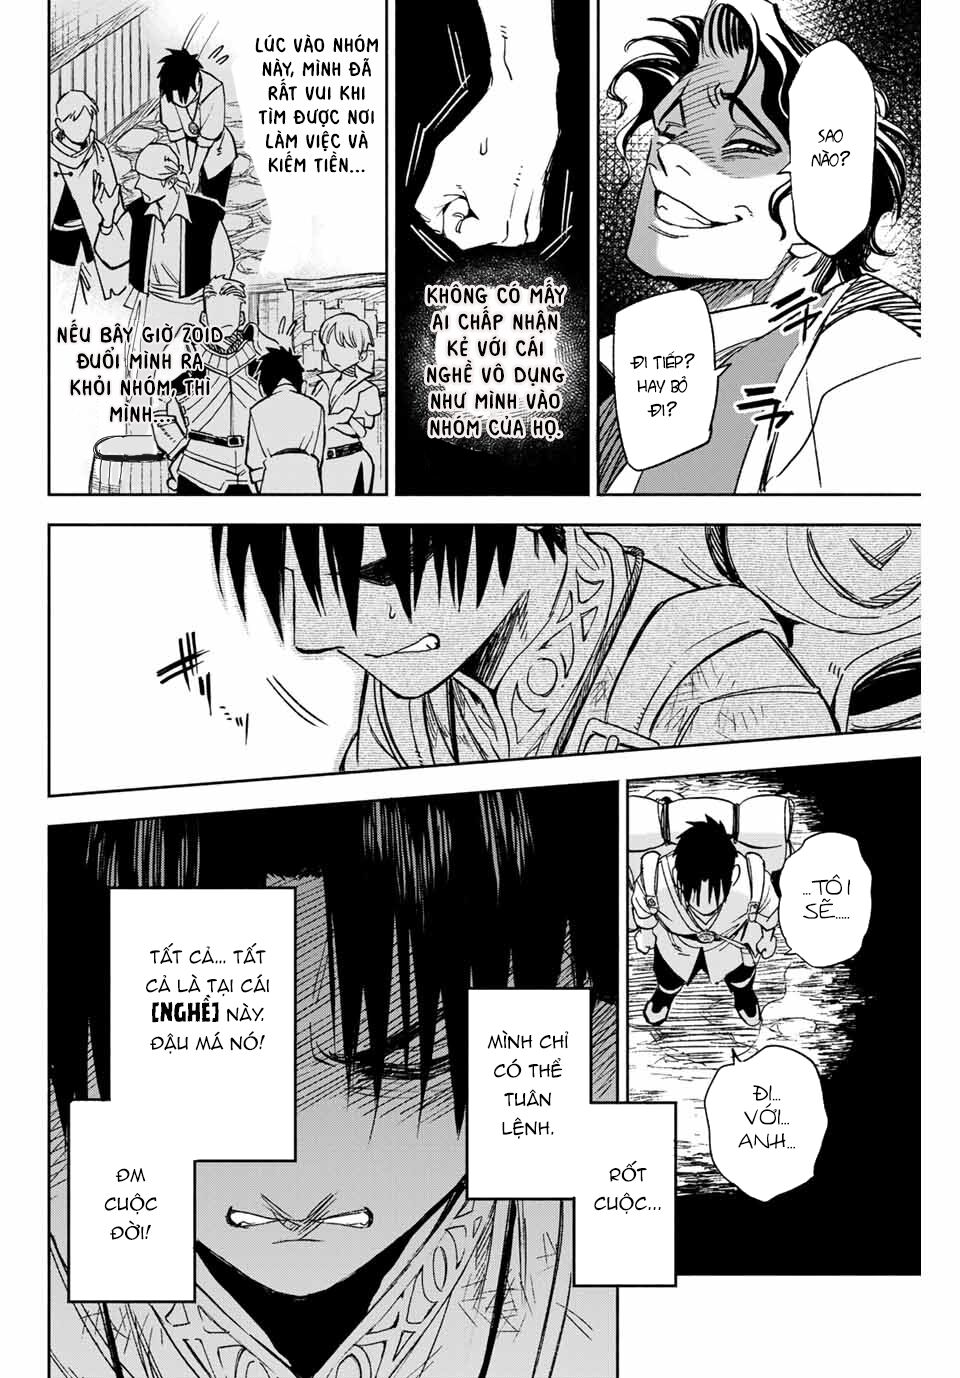 SAO
NÀO?
ĐI TIẾP?
HAY BỎ
ĐI?
KHÔNG CÓ MẤY
AI CHẤP NHẬN
KẺ VỚI CÁI
NGHỀ VÔ DỤNG
NHƯ MÌNH VÀO
NHÓM CỦA HỌ.
LÚC VÀO NHÓM
NÀY, MÌNH ĐÃ
RẤT VUI KHI
TÌM ĐƯỢC NƠI
LÀM VIỆC VÀ
KIẾM TIỀN...
NẾU BÂY GIỜ ZOID
ĐUỔI MÌNH RA
KHỎI NHÓM, THÌ
MÌNH....
...TÔI
SẼ.....
ĐI...
VỚI...
ANH...
RỐT
CUỘC...
MÌNH CHỈ
CÓ THỂ
TUÂN
LỆNH.
TẤT CẢ... TẤT
CẢ LÀ TẠI CÁI
[NGHỀ] NÀY.
ĐẬU MÁ NÓ!
ĐM
CUỘC
ĐỜI!